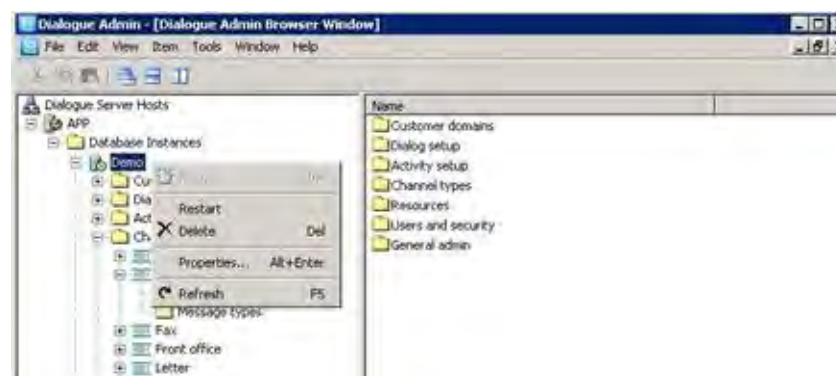 Dialogue Admin - [Dialogue Admin Browser Window]
File Edit View Item Tools Window Help
Dialogue Server Hosts
APP
Database Instances
Demo
Restart
Delete Del
Properties... Alt+Enter
Refresh F5
Message types
Fax
Front office
Letter
Name
Customer domains
Dialog setup
Activity setup
Channel types
Resources
Users and security
General admin